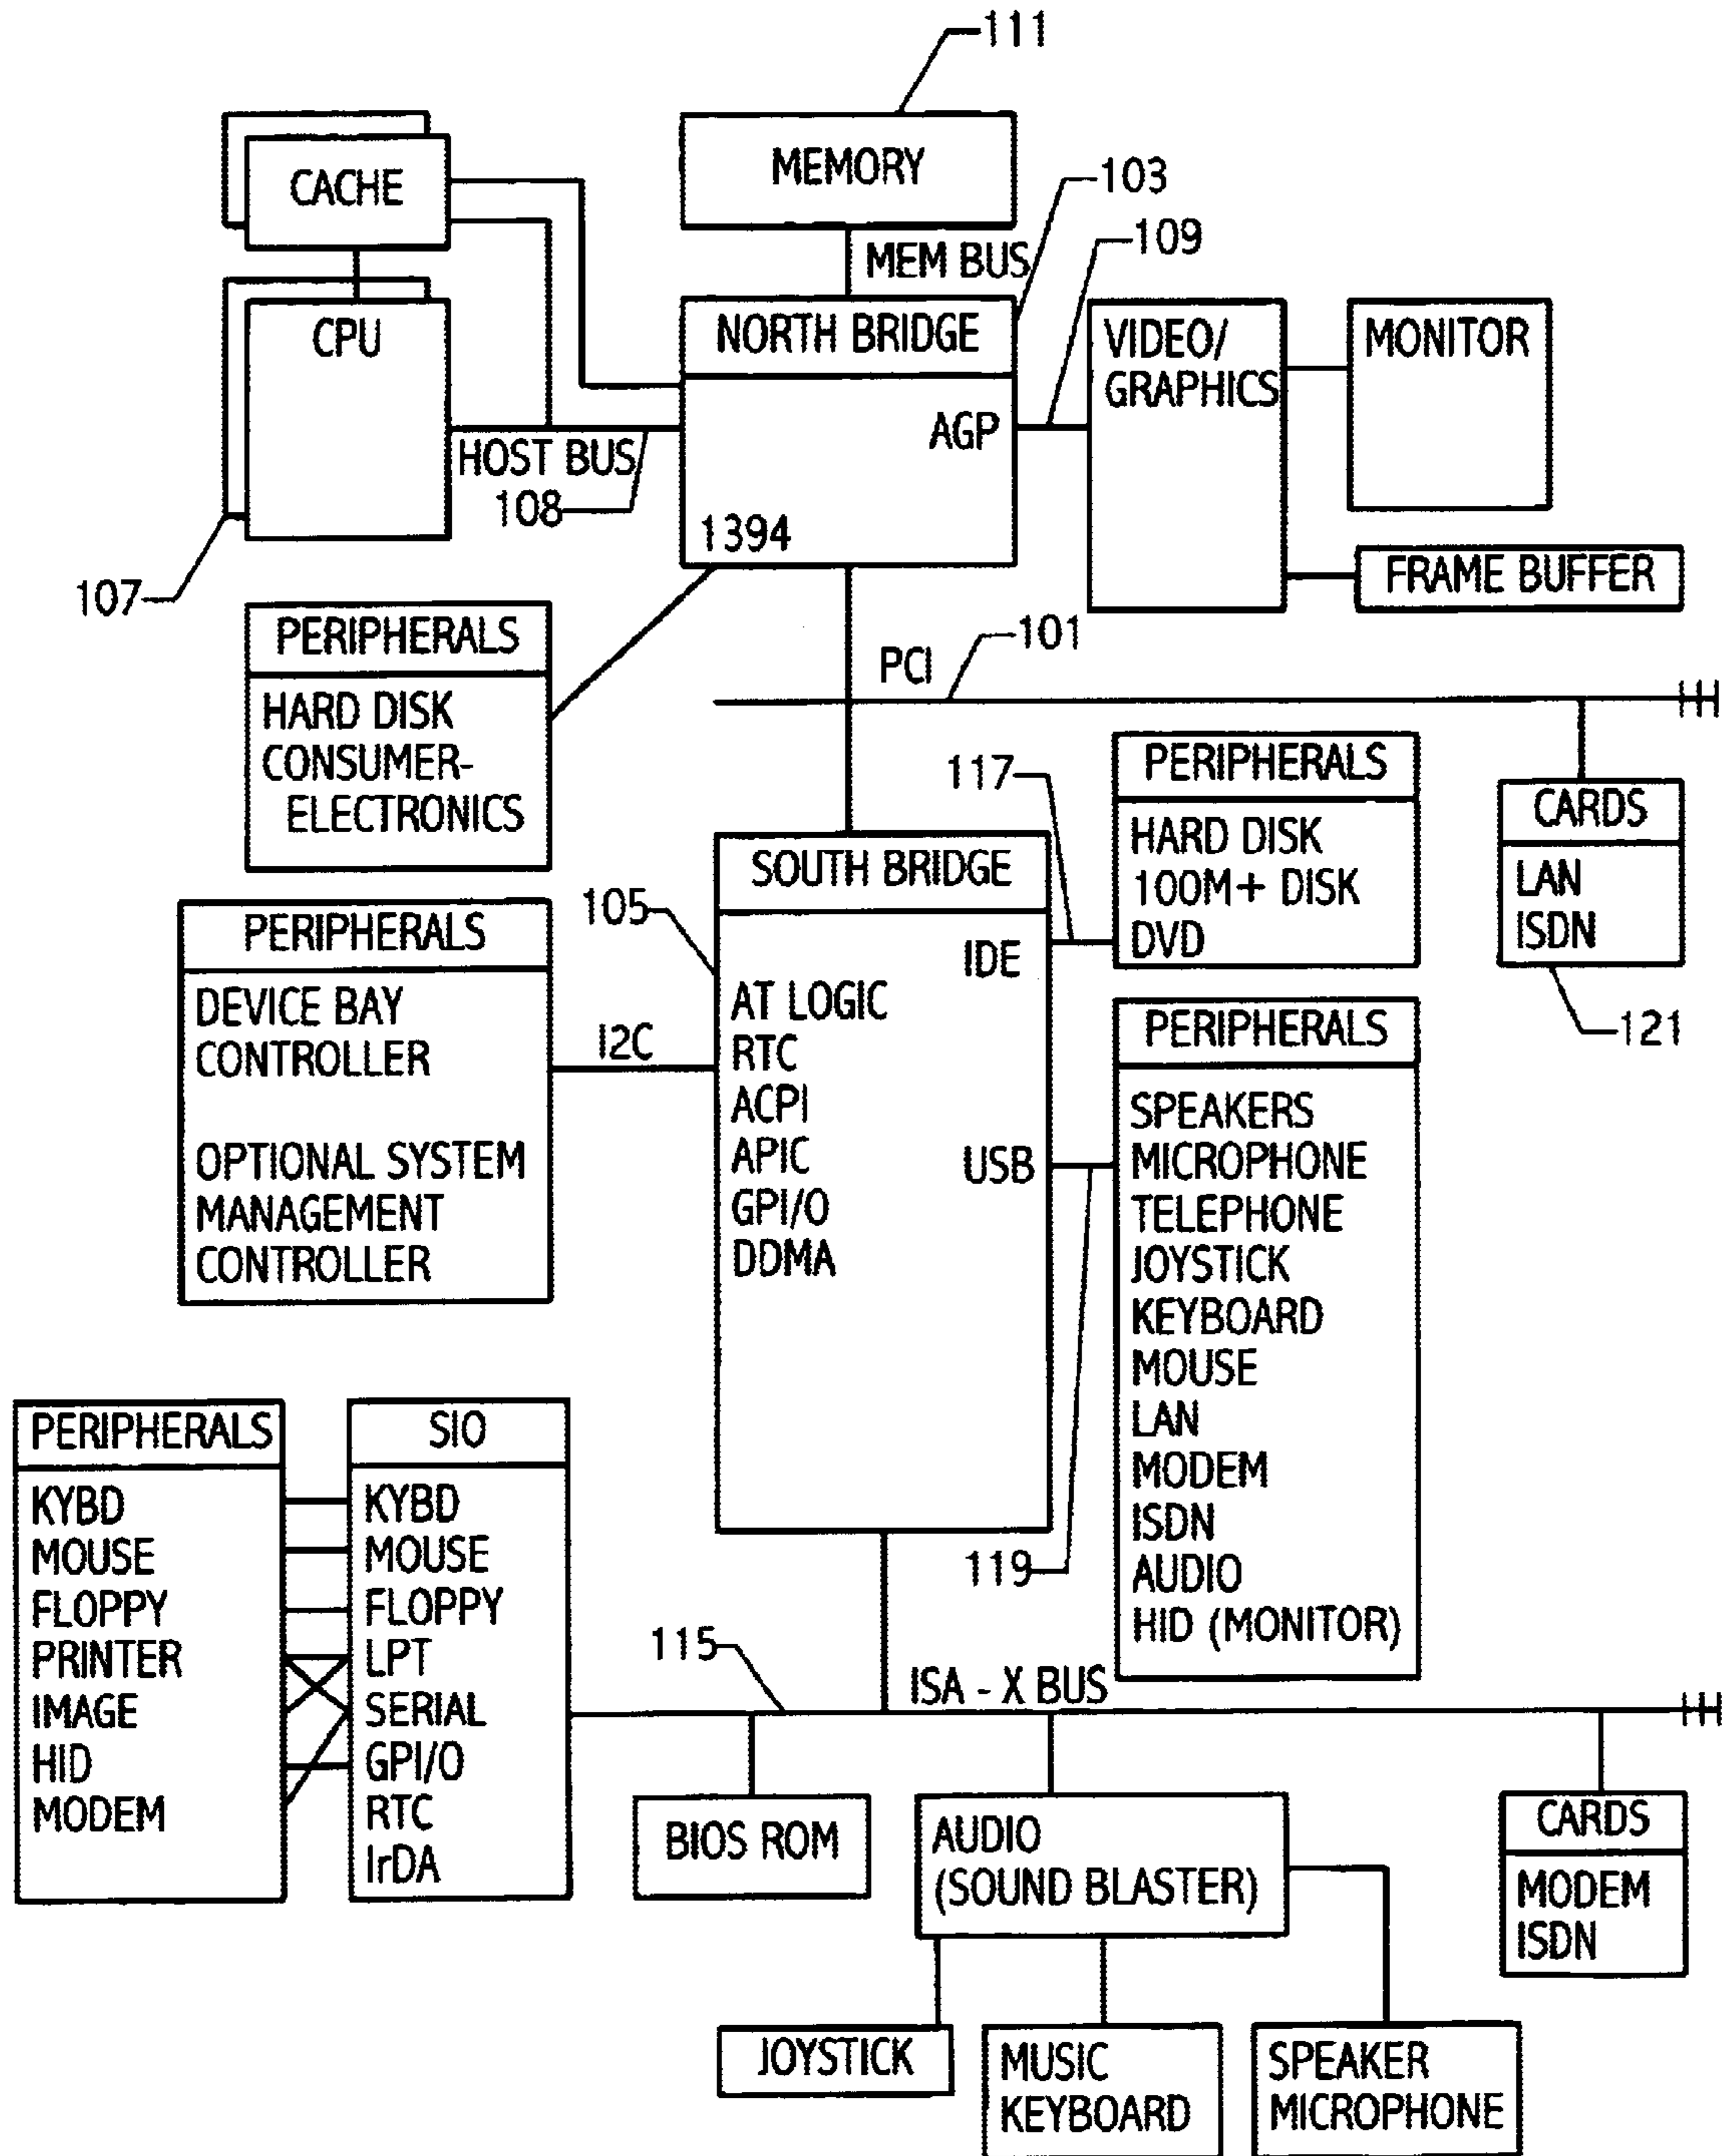 111
MEMORY
CACHE
103
109
MEM BUS
CPU
NORTH BRIDGE
VIDEO/
GRAPHICS
MONITOR
AGP
HOST BUS
108
1394
FRAME BUFFER
107
PERIPHERALS
HARD DISK
CONSUMER-
ELECTRONICS
PCI
101
117
PERIPHERALS
HARD DISK
100M+ DISK
DVD
CARDS
LAN
ISDN
121
SOUTH BRIDGE
105
IDE
AT LOGIC
RTC
ACPI
APIC
GPI/O
DDMA
USB
PERIPHERALS
DEVICE BAY
CONTROLLER
OPTIONAL SYSTEM
MANAGEMENT
CONTROLLER
I2C
PERIPHERALS
SPEAKERS
MICROPHONE
TELEPHONE
JOYSTICK
KEYBOARD
MOUSE
LAN
MODEM
ISDN
AUDIO
HID (MONITOR)
119
PERIPHERALS
KYBD
MOUSE
FLOPPY
PRINTER
IMAGE
HID
MODEM
SIO
KYBD
MOUSE
FLOPPY
LPT
SERIAL
GPI/O
RTC
IrDA
115
ISA - X BUS
BIOS ROM
AUDIO
(SOUND BLASTER)
CARDS
MODEM
ISDN
JOYSTICK
MUSIC
KEYBOARD
SPEAKER
MICROPHONE